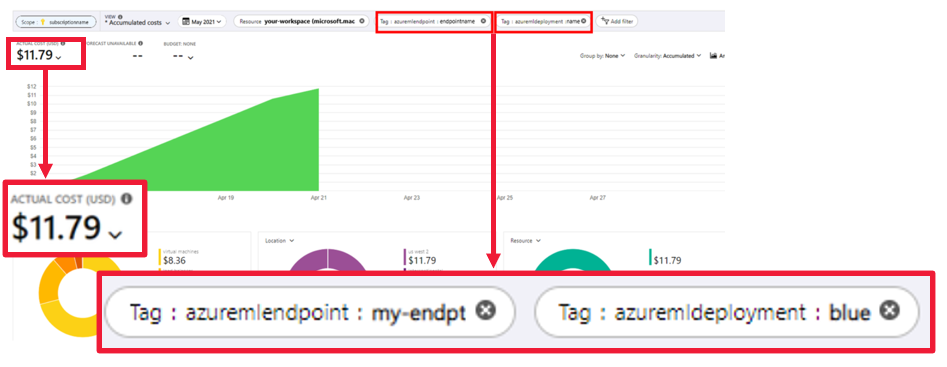 Scope : subscriptionname
VIEW
* Accumulated costs
May 2021
Resource your-workspace (microsoft.mac
Tag : azuremlendpoint : endpointname
Tag : azuremldeployment : name
Add filter
ACTUAL COST (USD)
FORECAST UNAVAILABLE
BUDGET: NONE
$11.79
--
--
Group by: None
Granularity: Accumulated
$12
$11
$10
$9
$8
$7
$6
$5
$4
$3
$2
Apr 19
Apr 21
Apr 23
Apr 25
Apr 27
ACTUAL COST (USD)
$11.79
virtual machines
$8.36
Location
us west 2
$11.79
Resource
$11.79
Tag : azuremlendpoint : my-endpt
Tag : azuremldeployment : blue